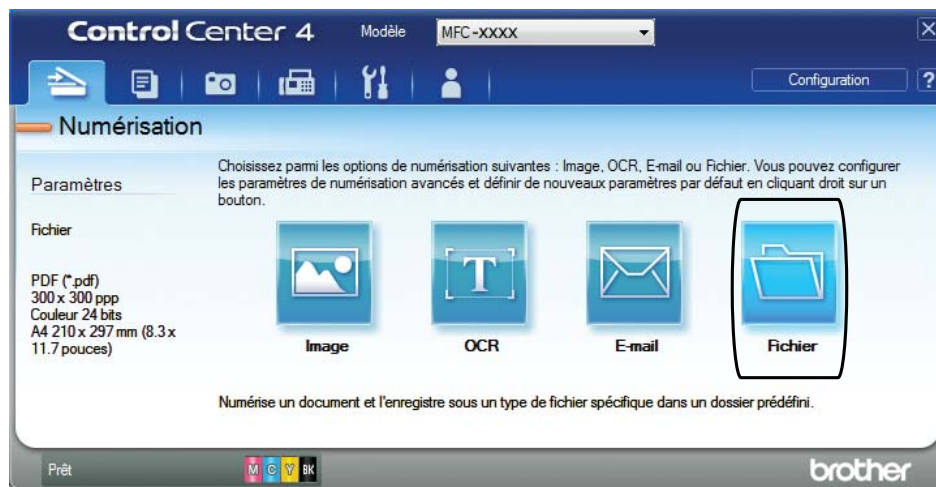 Control Center 4
Modèle
MFC-XXXX
Configuration
?
Numérisation
Paramètres
Fichier
PDF (*.pdf)
300 x 300 ppp
Couleur 24 bits
A4 210 x 297 mm (8.3 x
11.7 pouces)
Choisissez parmi les options de numérisation suivantes : Image, OCR, E-mail ou Fichier. Vous pouvez configurer
les paramètres de numérisation avancés et définir de nouveaux paramètres par défaut en cliquant droit sur un
bouton.
T
Image
OCR
E-mail
Fichier
Numérise un document et l'enregistre sous un type de fichier spécifique dans un dossier prédéfini.
Prêt
M C Y BK
brother